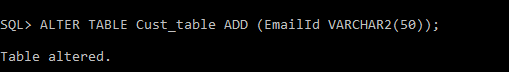 SQL> ALTER TABLE Cust_table ADD (EmailId VARCHAR2(50));
Table altered.